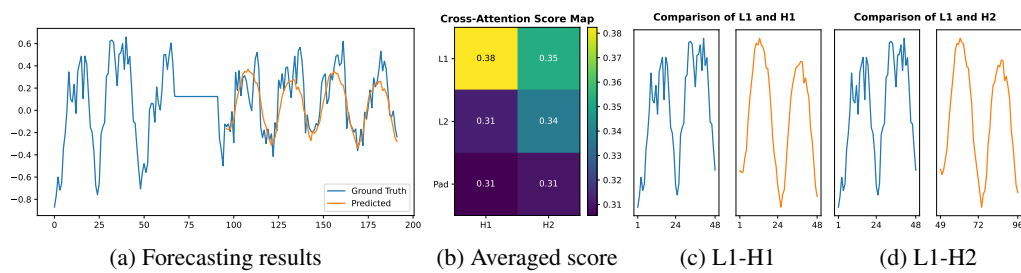 0.6
0.4
0.2
0.0
−0.2
−0.4
−0.6
−0.8
0 25 50 75 100 125 150 175 200
Ground Truth
Predicted
(a) Forecasting results
Cross-Attention Score Map
L1 0.38 0.35
L2 0.31 0.34
Pad 0.31 0.31
H1 H2
0.38
0.37
0.36
0.35
0.34
0.33
0.32
0.31
(b) Averaged score
Comparison of L1 and H1
1 24 48 1 24 48
(c) L1-H1
Comparison of L1 and H2
1 24 48 49 72 96
(d) L1-H2